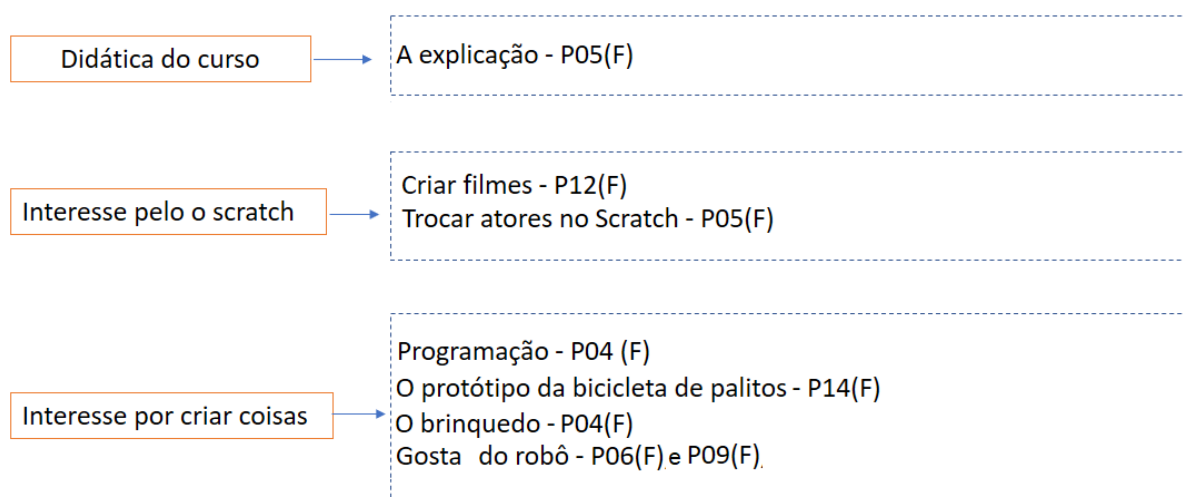 Didática do curso
A explicação - P05(F)
Interesse pelo o scratch
Criar filmes - P12(F)
Trocar atores no Scratch - P05(F)
Interesse por criar coisas
Programação - P04 (F)
O protótipo da bicicleta de palitos - P14(F)
O brinquedo - P04(F)
Gosta do robô - P06(F) e P09(F)